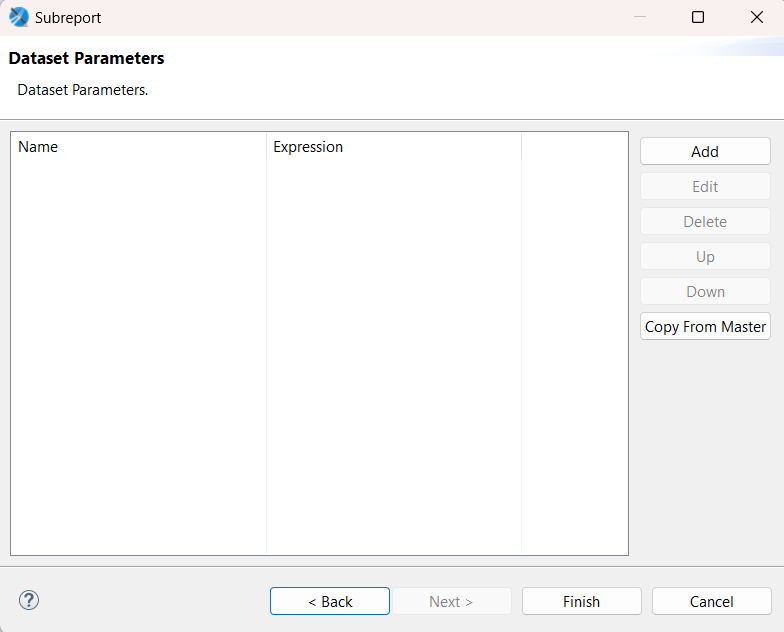 Subreport
Dataset Parameters
Dataset Parameters.
Name Expression
Add
Edit
Delete
Up
Down
Copy From Master
?
< Back Next > Finish Cancel